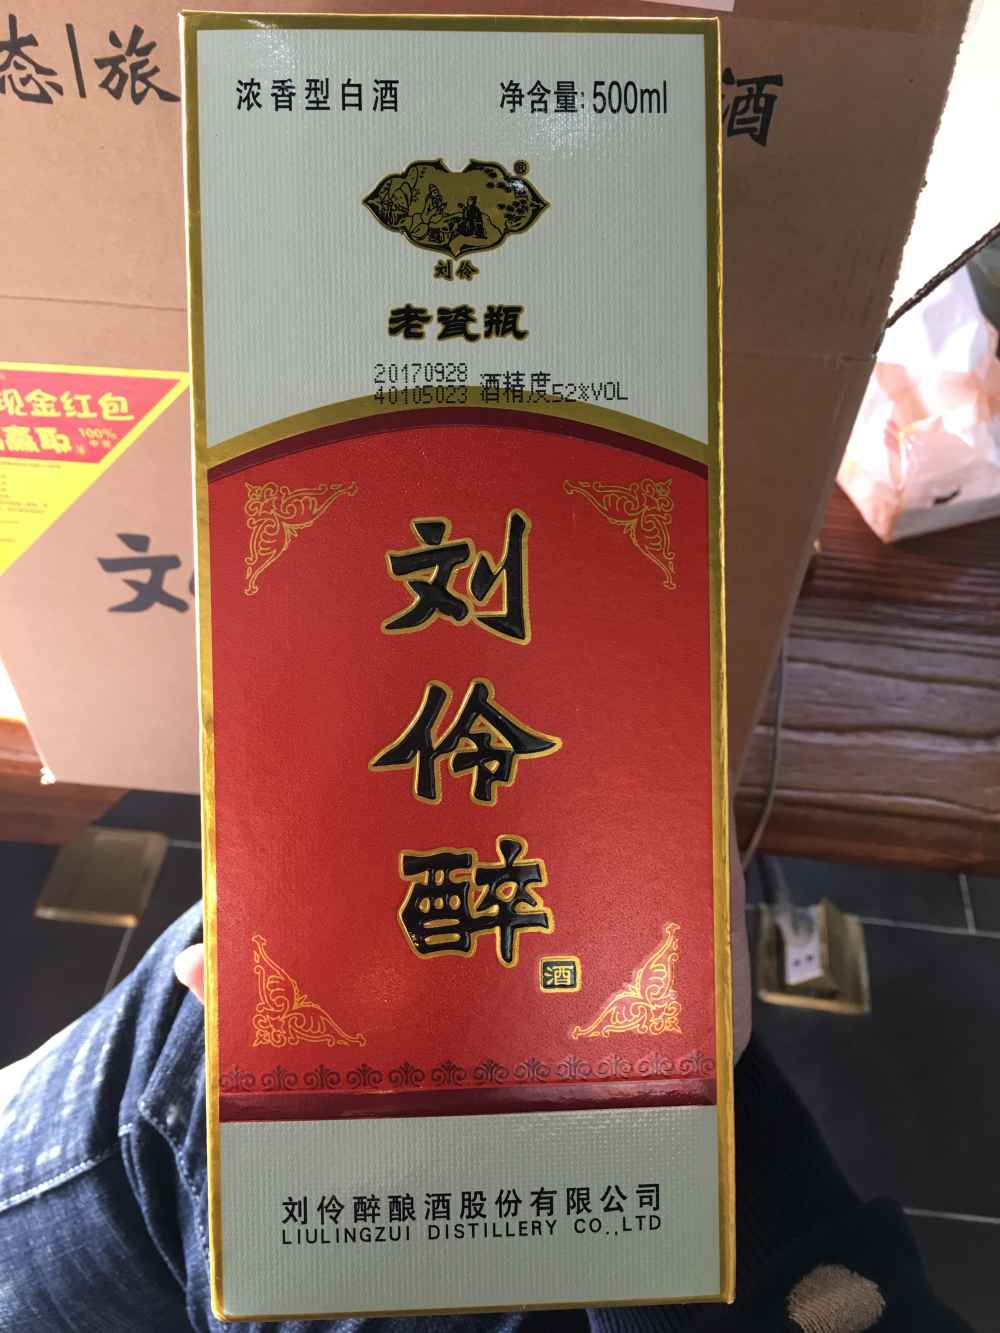 态|旅
酒
浓香型白酒
净含量:500ml
®
刘伶
老瓷瓶
20170928
40105023 酒精度52%VOL
现金红包
赢取
100%
文
刘
伶
醉
酒
刘伶醉酿酒股份有限公司
LIULINGZUI DISTILLERY CO.,LTD